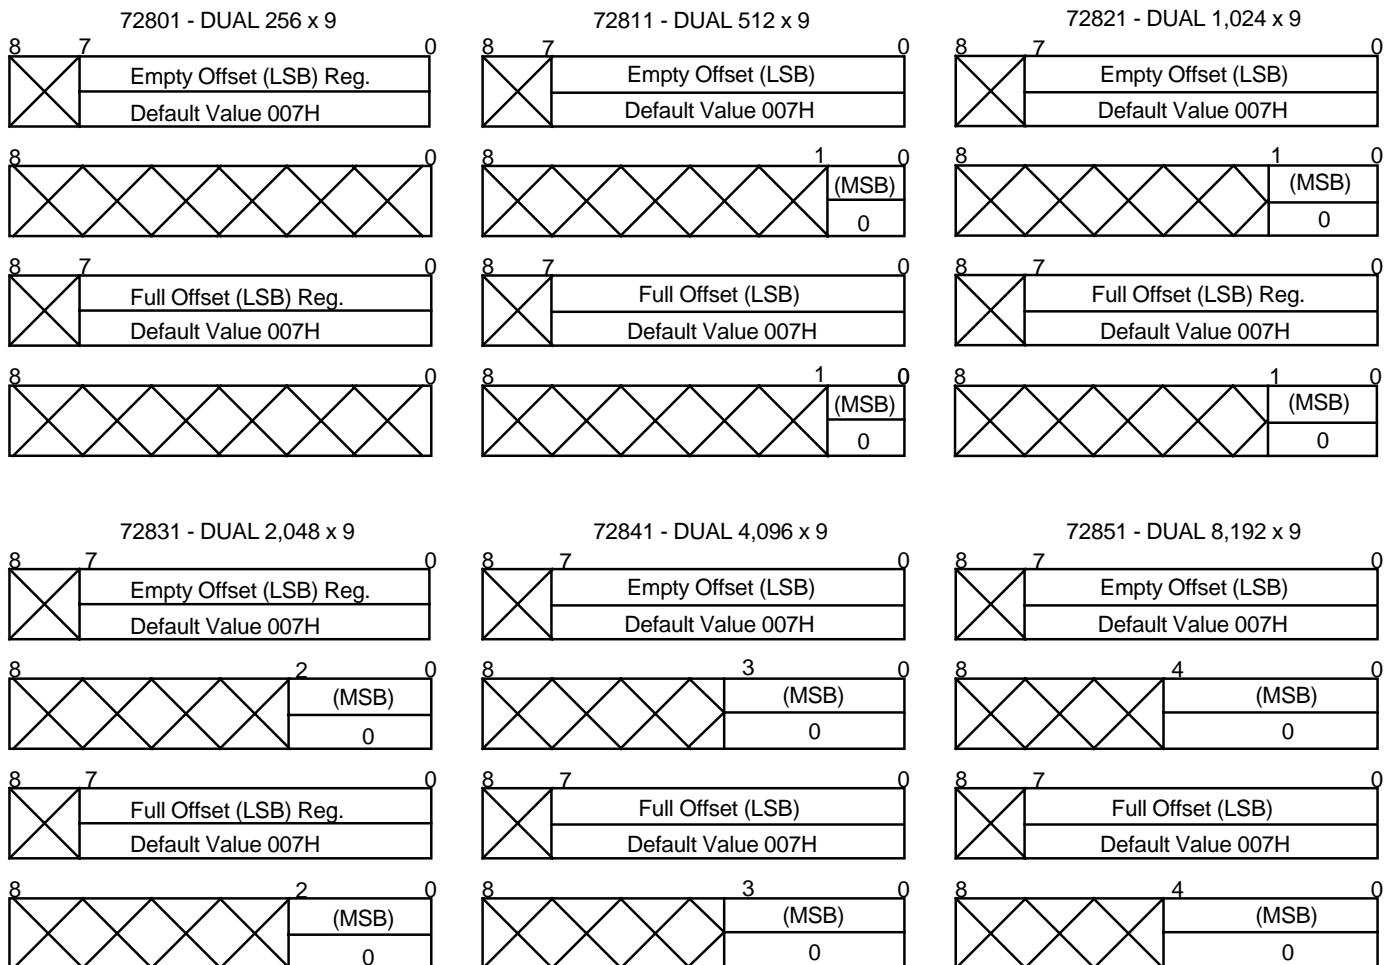 72801 - DUAL 256 x 9
8 7 0
Empty Offset (LSB) Reg.
Default Value 007H
8 0
8 7 0
Full Offset (LSB) Reg.
Default Value 007H
8 0
72811 - DUAL 512 x 9
8 7 0
Empty Offset (LSB)
Default Value 007H
8 1 0
(MSB)
0
8 7 0
Full Offset (LSB)
Default Value 007H
8 1 0
(MSB)
0
72821 - DUAL 1,024 x 9
8 7 0
Empty Offset (LSB)
Default Value 007H
8 1 0
(MSB)
0
8 7 0
Full Offset (LSB) Reg.
Default Value 007H
8 1 0
(MSB)
0
72831 - DUAL 2,048 x 9
8 7 0
Empty Offset (LSB) Reg.
Default Value 007H
8 2 0
(MSB)
0
8 7 0
Full Offset (LSB) Reg.
Default Value 007H
8 2 0
(MSB)
0
72841 - DUAL 4,096 x 9
8 7 0
Empty Offset (LSB)
Default Value 007H
8 3 0
(MSB)
0
8 7 0
Full Offset (LSB)
Default Value 007H
8 3 0
(MSB)
0
72851 - DUAL 8,192 x 9
8 7 0
Empty Offset (LSB)
Default Value 007H
8 4 0
(MSB)
0
8 7 0
Full Offset (LSB)
Default Value 007H
8 4 0
(MSB)
0